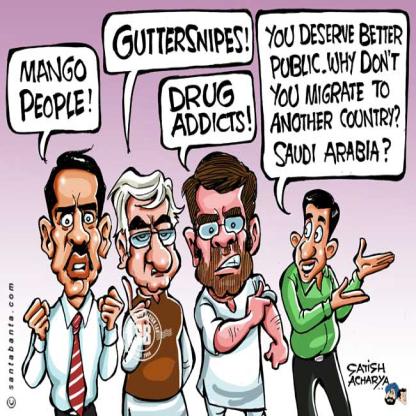 MANGO
PEOPLE!
GUTTERSNIPES!
DRUG
ADDICTS!
YOU DESERVE BETTER
PUBLIC. WHY DON'T
YOU MIGRATE TO
ANOTHER COUNTRY?
SAUDI ARABIA?
SATISH
ACHARYA
© santabanta.com